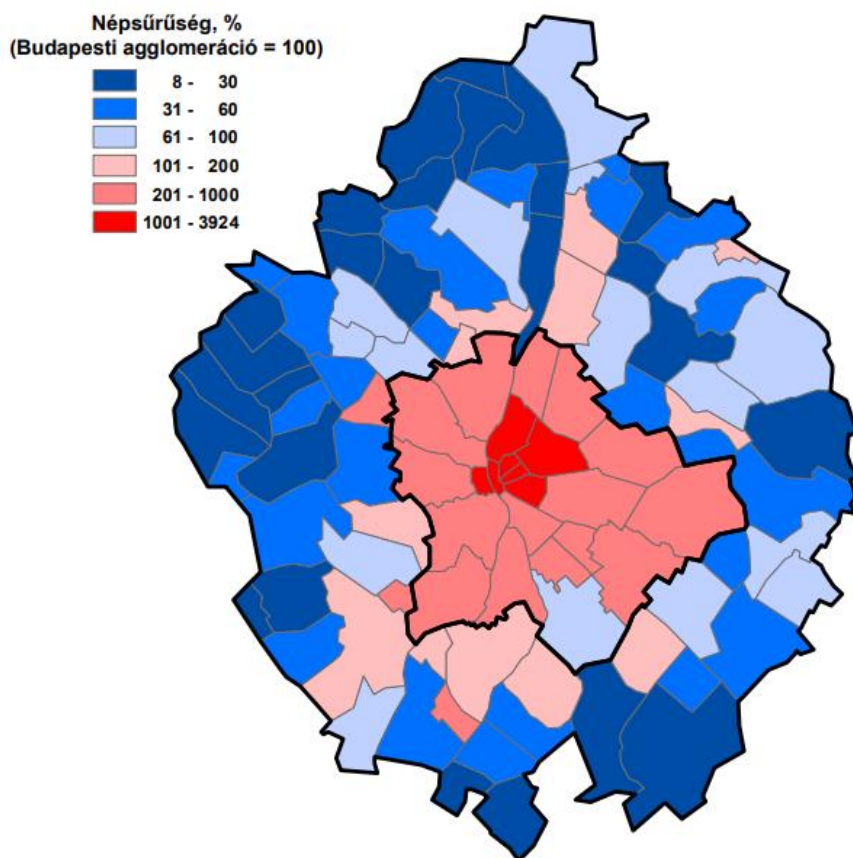 Népsűrűség, %
(Budapesti agglomeráció = 100)
8 - 30
31 - 60
61 - 100
101 - 200
201 - 1000
1001 - 3924